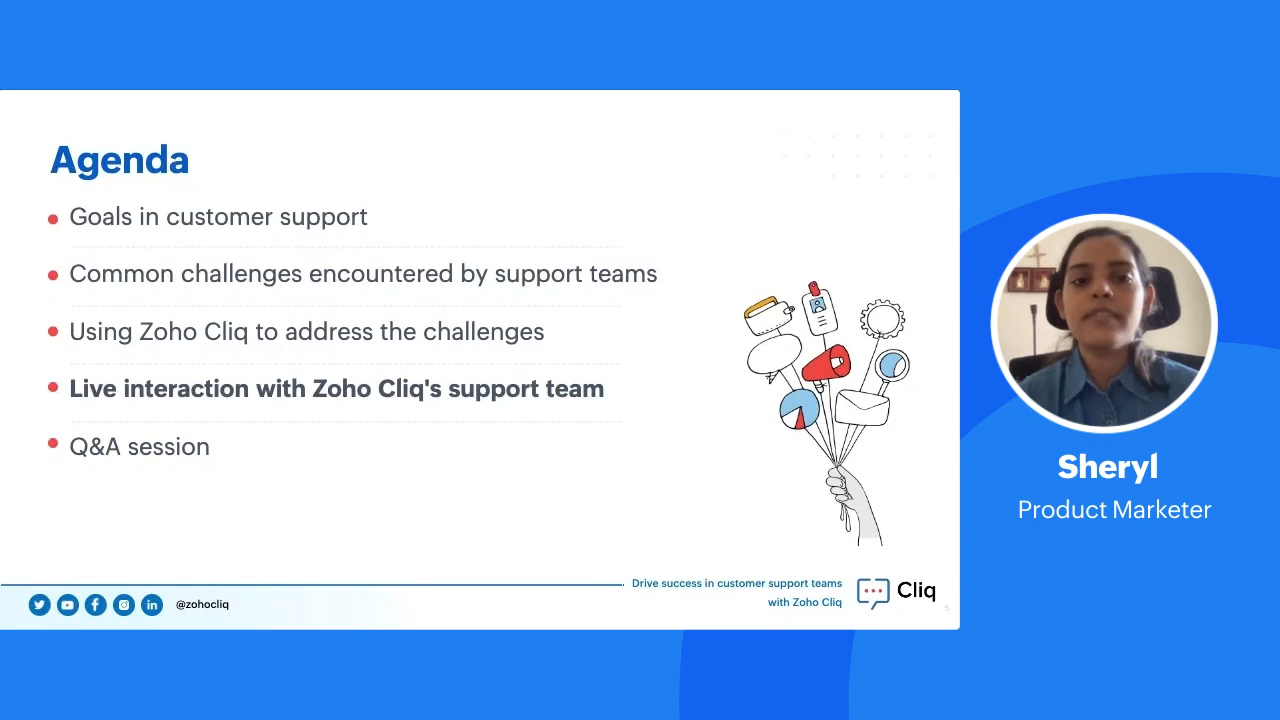 Agenda
Goals in customer support
Common challenges encountered by support teams
Using Zoho Cliq to address the challenges
Live interaction with Zoho Cliq's support team
Q&A session
Drive success in customer support teams
with Zoho Cliq
Cliq
@zohocliq
5
Sheryl
Product Marketer